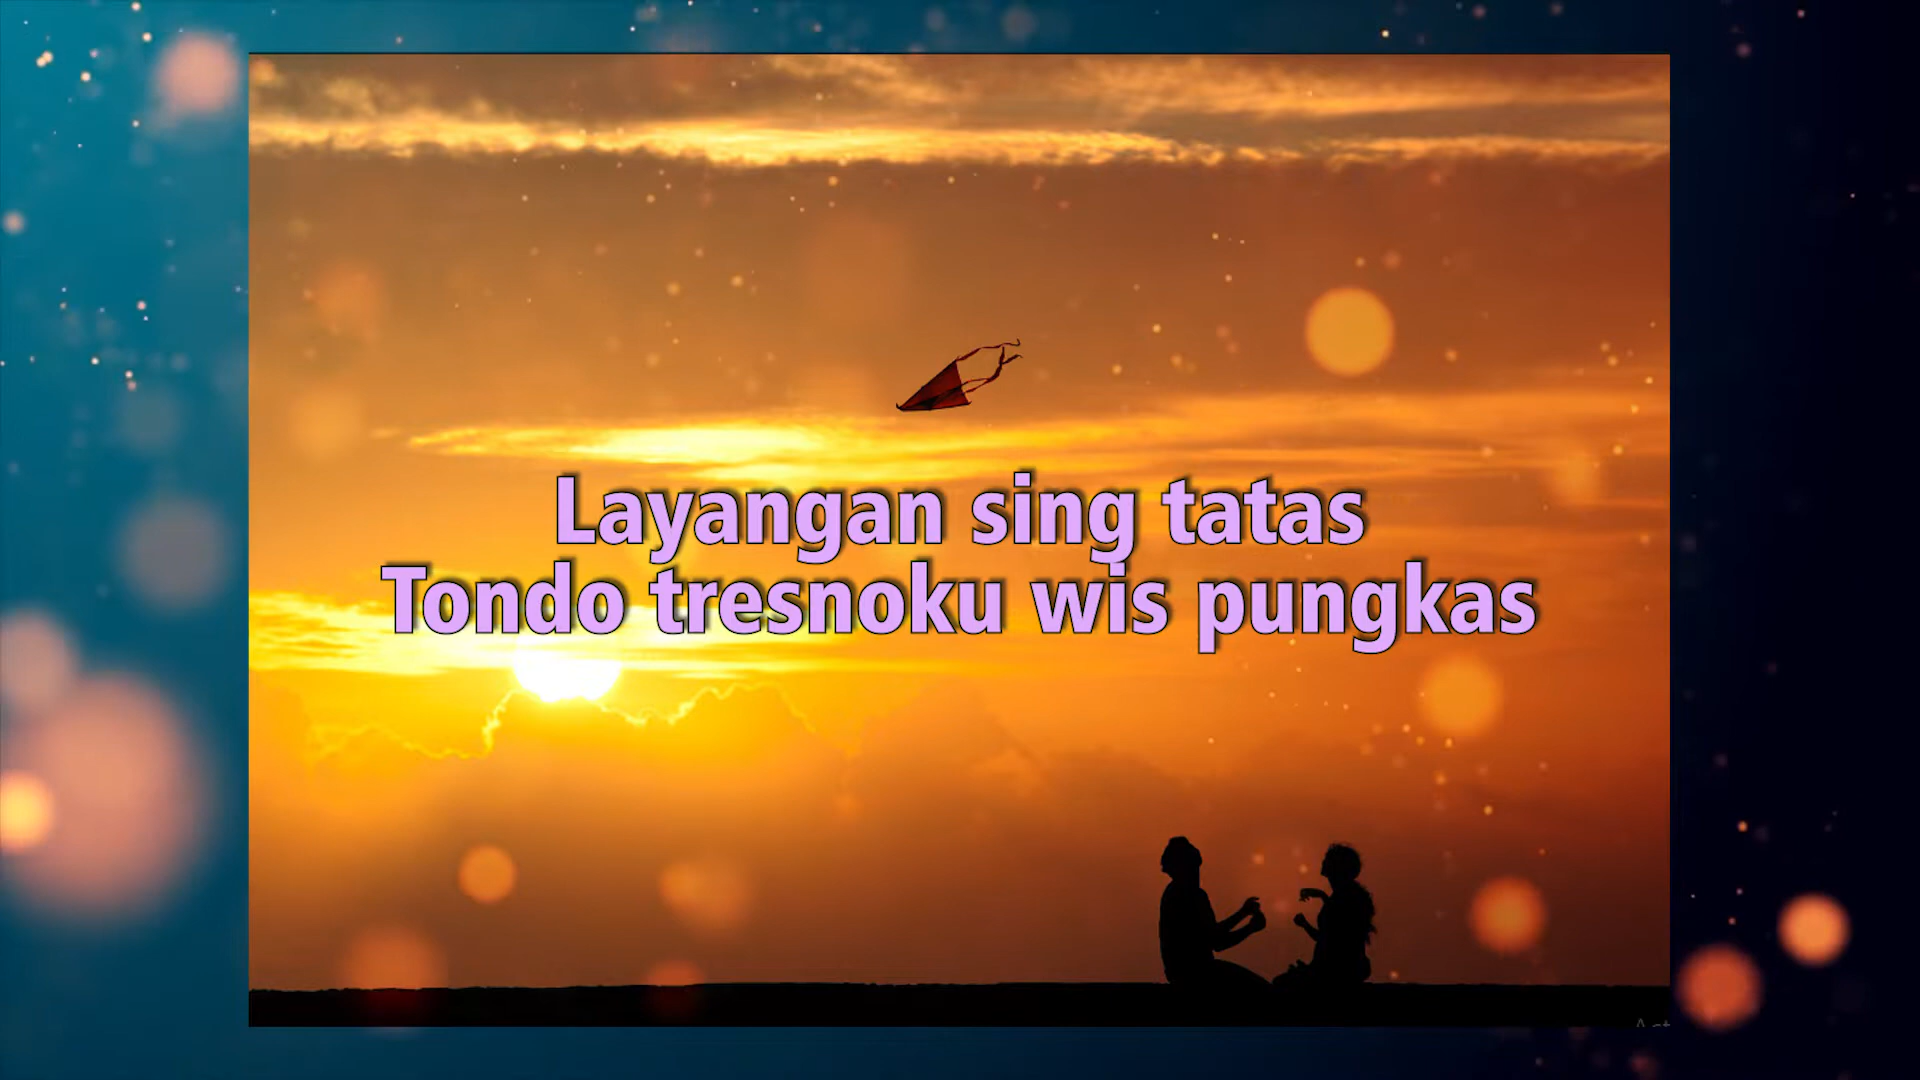 Layangan sing tatas
Tondo tresnoku wis pungkas